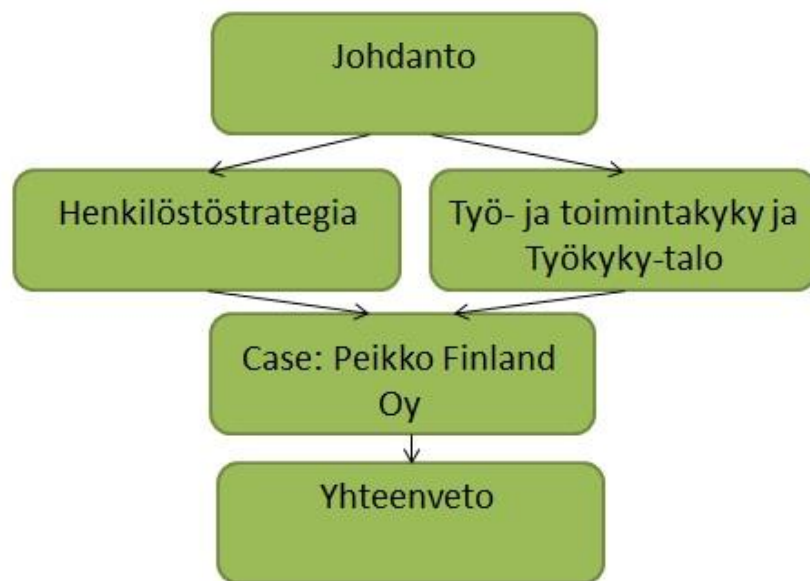 Johdanto
Henkilöstöstrategia
Työ- ja toimintakyky ja
Työkyky-talo
Case: Peikko Finland
Oy
Yhteenveto